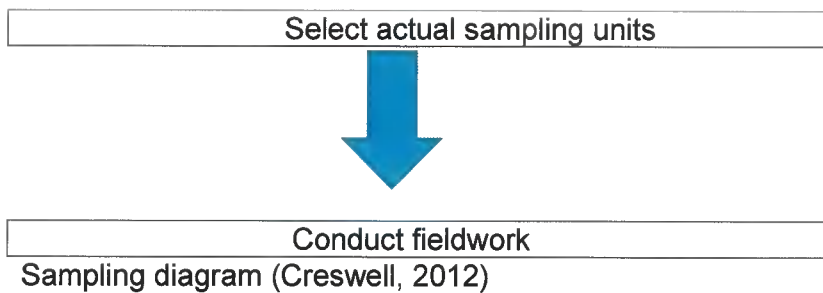 Select actual sampling units
Conduct fieldwork
Sampling diagram (Creswell, 2012)